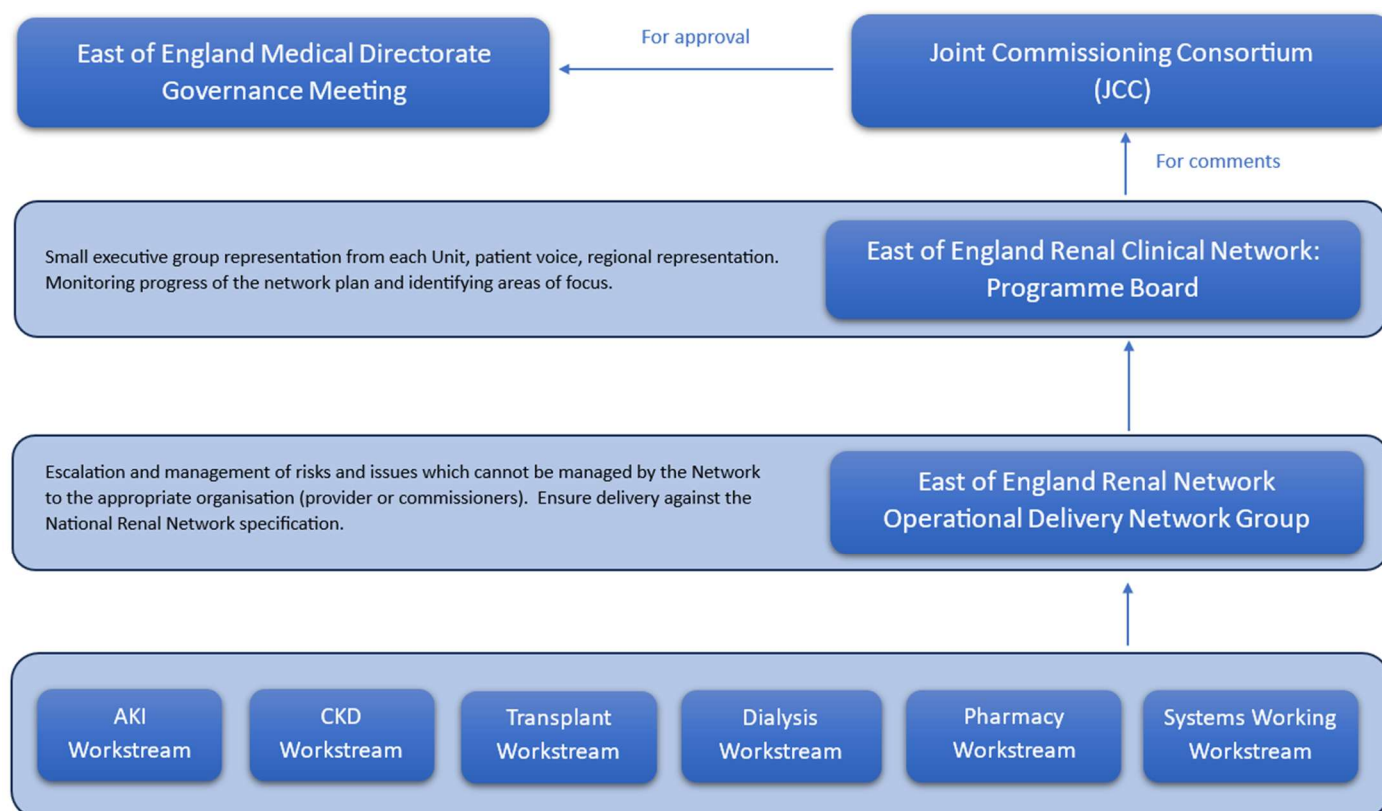 East of England Medical Directorate
Governance Meeting
For approval
Joint Commissioning Consortium
(JCC)
For comments
Small executive group representation from each Unit, patient voice, regional representation.
Monitoring progress of the network plan and identifying areas of focus.
East of England Renal Clinical Network:
Programme Board
Escalation and management of risks and issues which cannot be managed by the Network
to the appropriate organisation (provider or commissioners).  Ensure delivery against the
National Renal Network specification.
East of England Renal Network
Operational Delivery Network Group
AKI
Workstream
CKD
Workstream
Transplant
Workstream
Dialysis
Workstream
Pharmacy
Workstream
Systems Working
Workstream